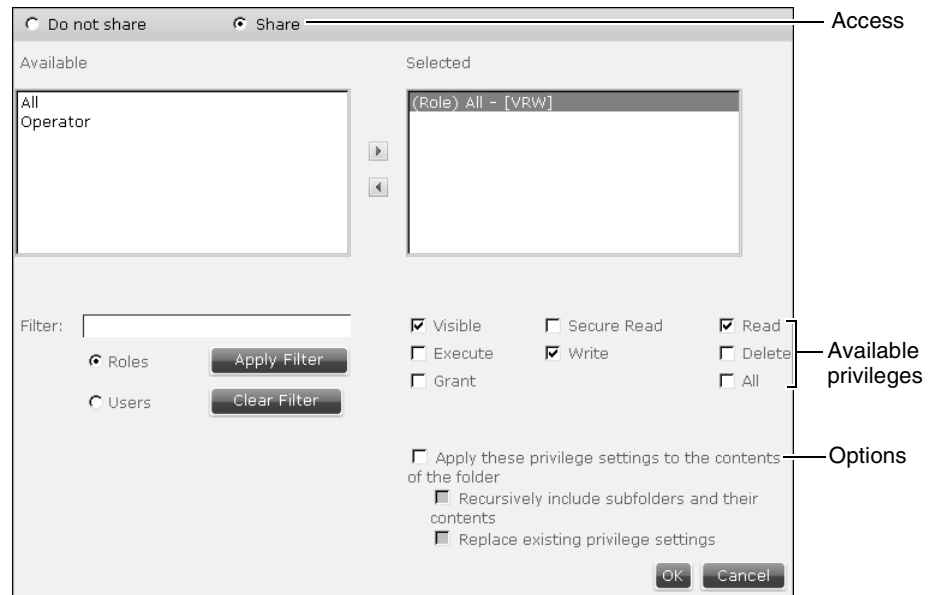 Do not share
Share
Access
Available
Selected
All
Operator
(Role) All - [VRW]
Filter:
Roles
Apply Filter
Users
Clear Filter
Visible
Secure Read
Read
Execute
Write
Delete
Grant
All
Available
privileges
Apply these privilege settings to the contents
of the folder
Options
Recursively include subfolders and their
contents
Replace existing privilege settings
OK
Cancel